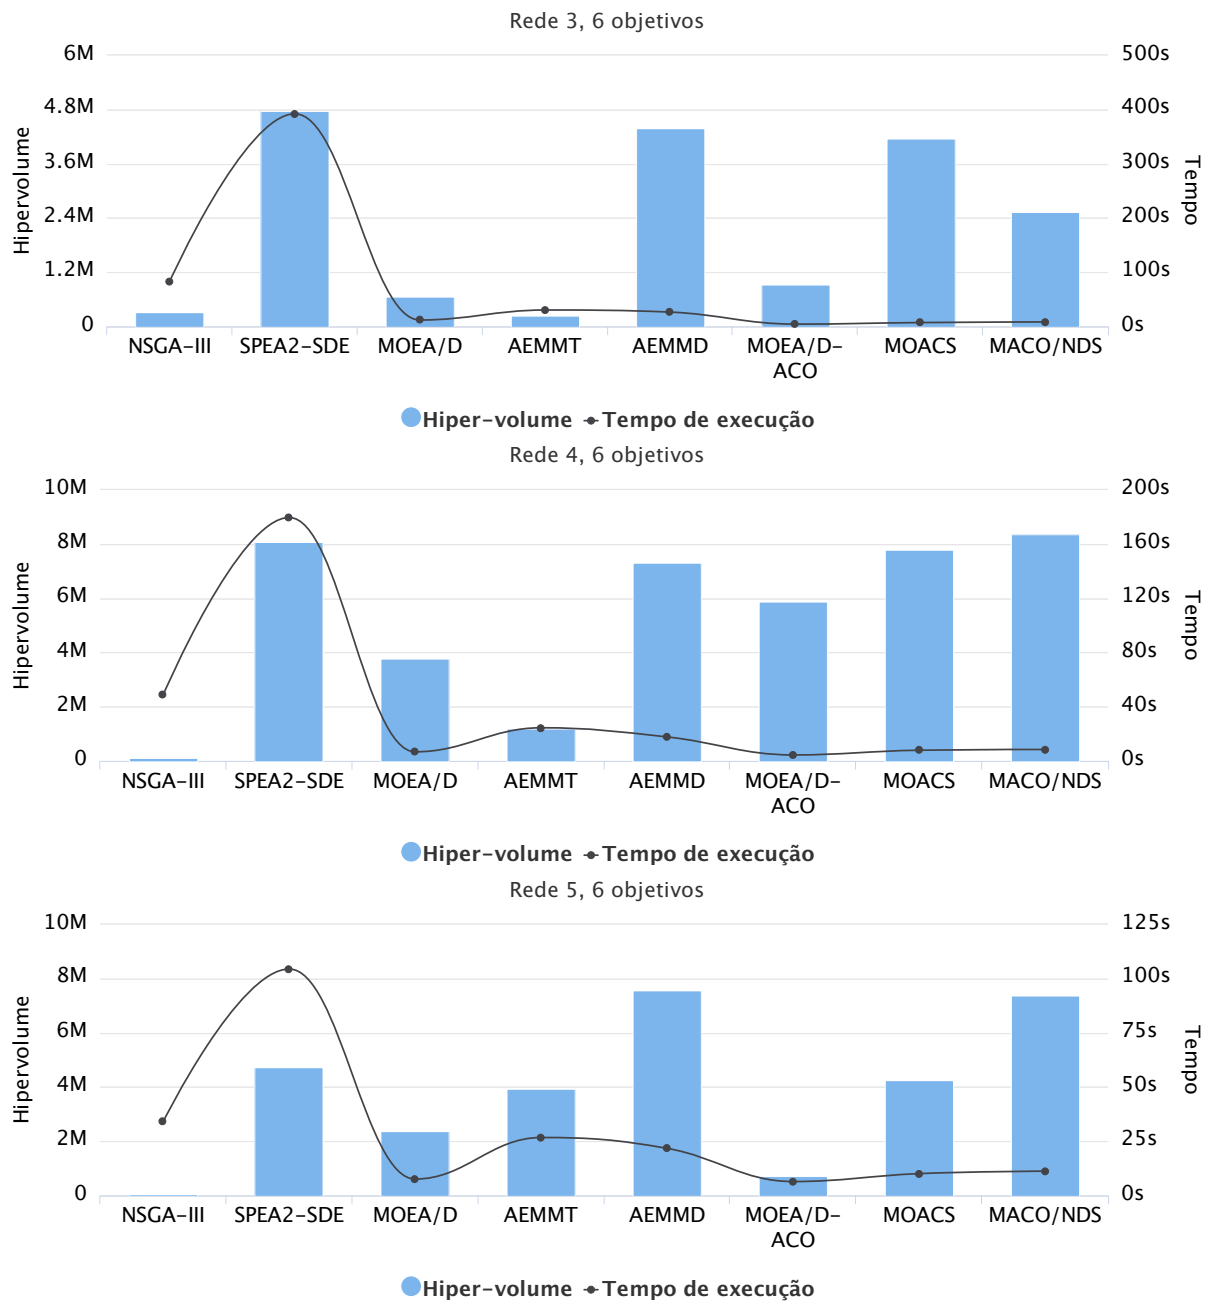 Rede 3, 6 objetivos
6M 500s
4.8M 400s
3.6M 300s
2.4M 200s
1.2M 100s
0 0s
Hipervolume
Tempo
NSGA-III SPEA2-SDE MOEA/D AEMMT AEMMD MOEA/D-ACO MOACS MACO/NDS
Hiper-volume Tempo de execução
Rede 4, 6 objetivos
10M 200s
8M 160s
6M 120s
4M 80s
2M 40s
0 0s
Hipervolume
Tempo
NSGA-III SPEA2-SDE MOEA/D AEMMT AEMMD MOEA/D-ACO MOACS MACO/NDS
Hiper-volume Tempo de execução
Rede 5, 6 objetivos
10M 125s
8M 100s
6M 75s
4M 50s
2M 25s
0 0s
Hipervolume
Tempo
NSGA-III SPEA2-SDE MOEA/D AEMMT AEMMD MOEA/D-ACO MOACS MACO/NDS
Hiper-volume Tempo de execução